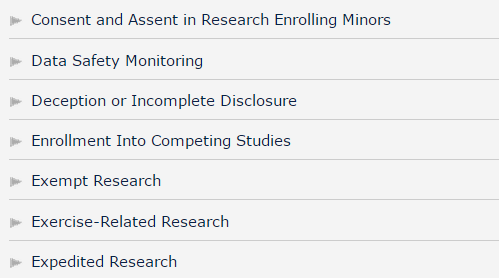 Consent and Assent in Research Enrolling Minors
Data Safety Monitoring
Deception or Incomplete Disclosure
Enrollment Into Competing Studies
Exempt Research
Exercise-Related Research
Expedited Research